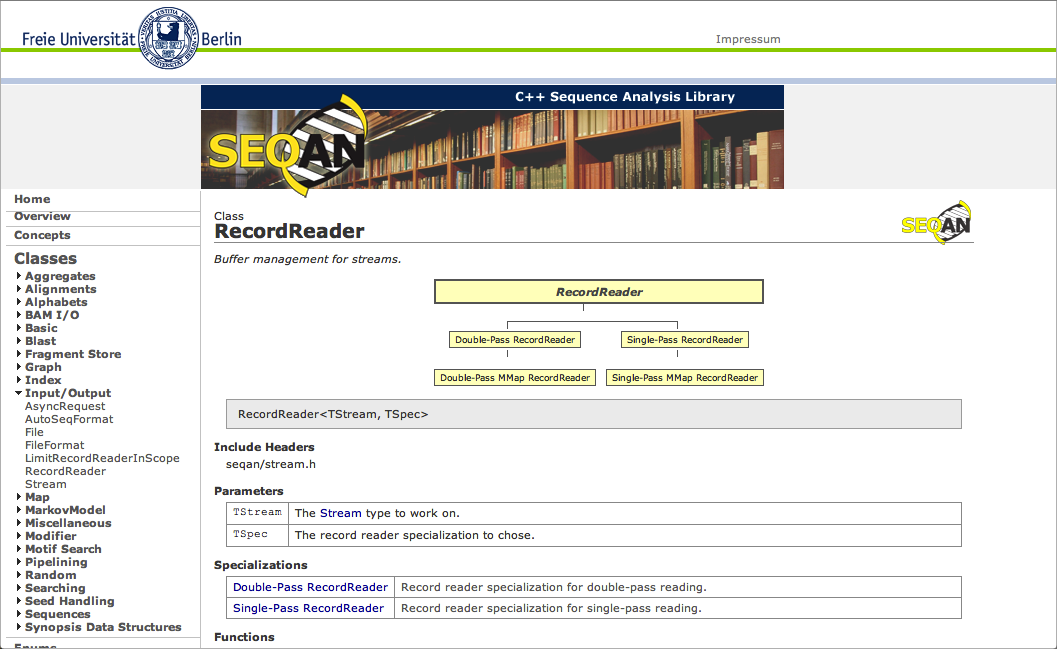 Freie Universität Berlin
Impressum
C++ Sequence Analysis Library
SEQAN
Home
Overview
Concepts
Classes
Aggregates
Alignments
Alphabets
BAM I/O
Basic
Blast
Fragment Store
Graph
Index
Input/Output
AsyncRequest
AutoSeqFormat
File
FileFormat
LimitRecordReaderInScope
RecordReader
Stream
Map
MarkovModel
Miscellaneous
Modifier
Motif Search
Pipelining
Random
Searching
Seed Handling
Sequences
Synopsis Data Structures
Enums
Class
RecordReader
SEQAN
Buffer management for streams.
RecordReader
Double-Pass RecordReader Single-Pass RecordReader
Double-Pass MMap RecordReader Single-Pass MMap RecordReader
RecordReader<TStream, TSpec>
Include Headers
seqan/stream.h
Parameters
TStream The Stream type to work on.
TSpec The record reader specialization to chose.
Specializations
Double-Pass RecordReader Record reader specialization for double-pass reading.
Single-Pass RecordReader Record reader specialization for single-pass reading.
Functions